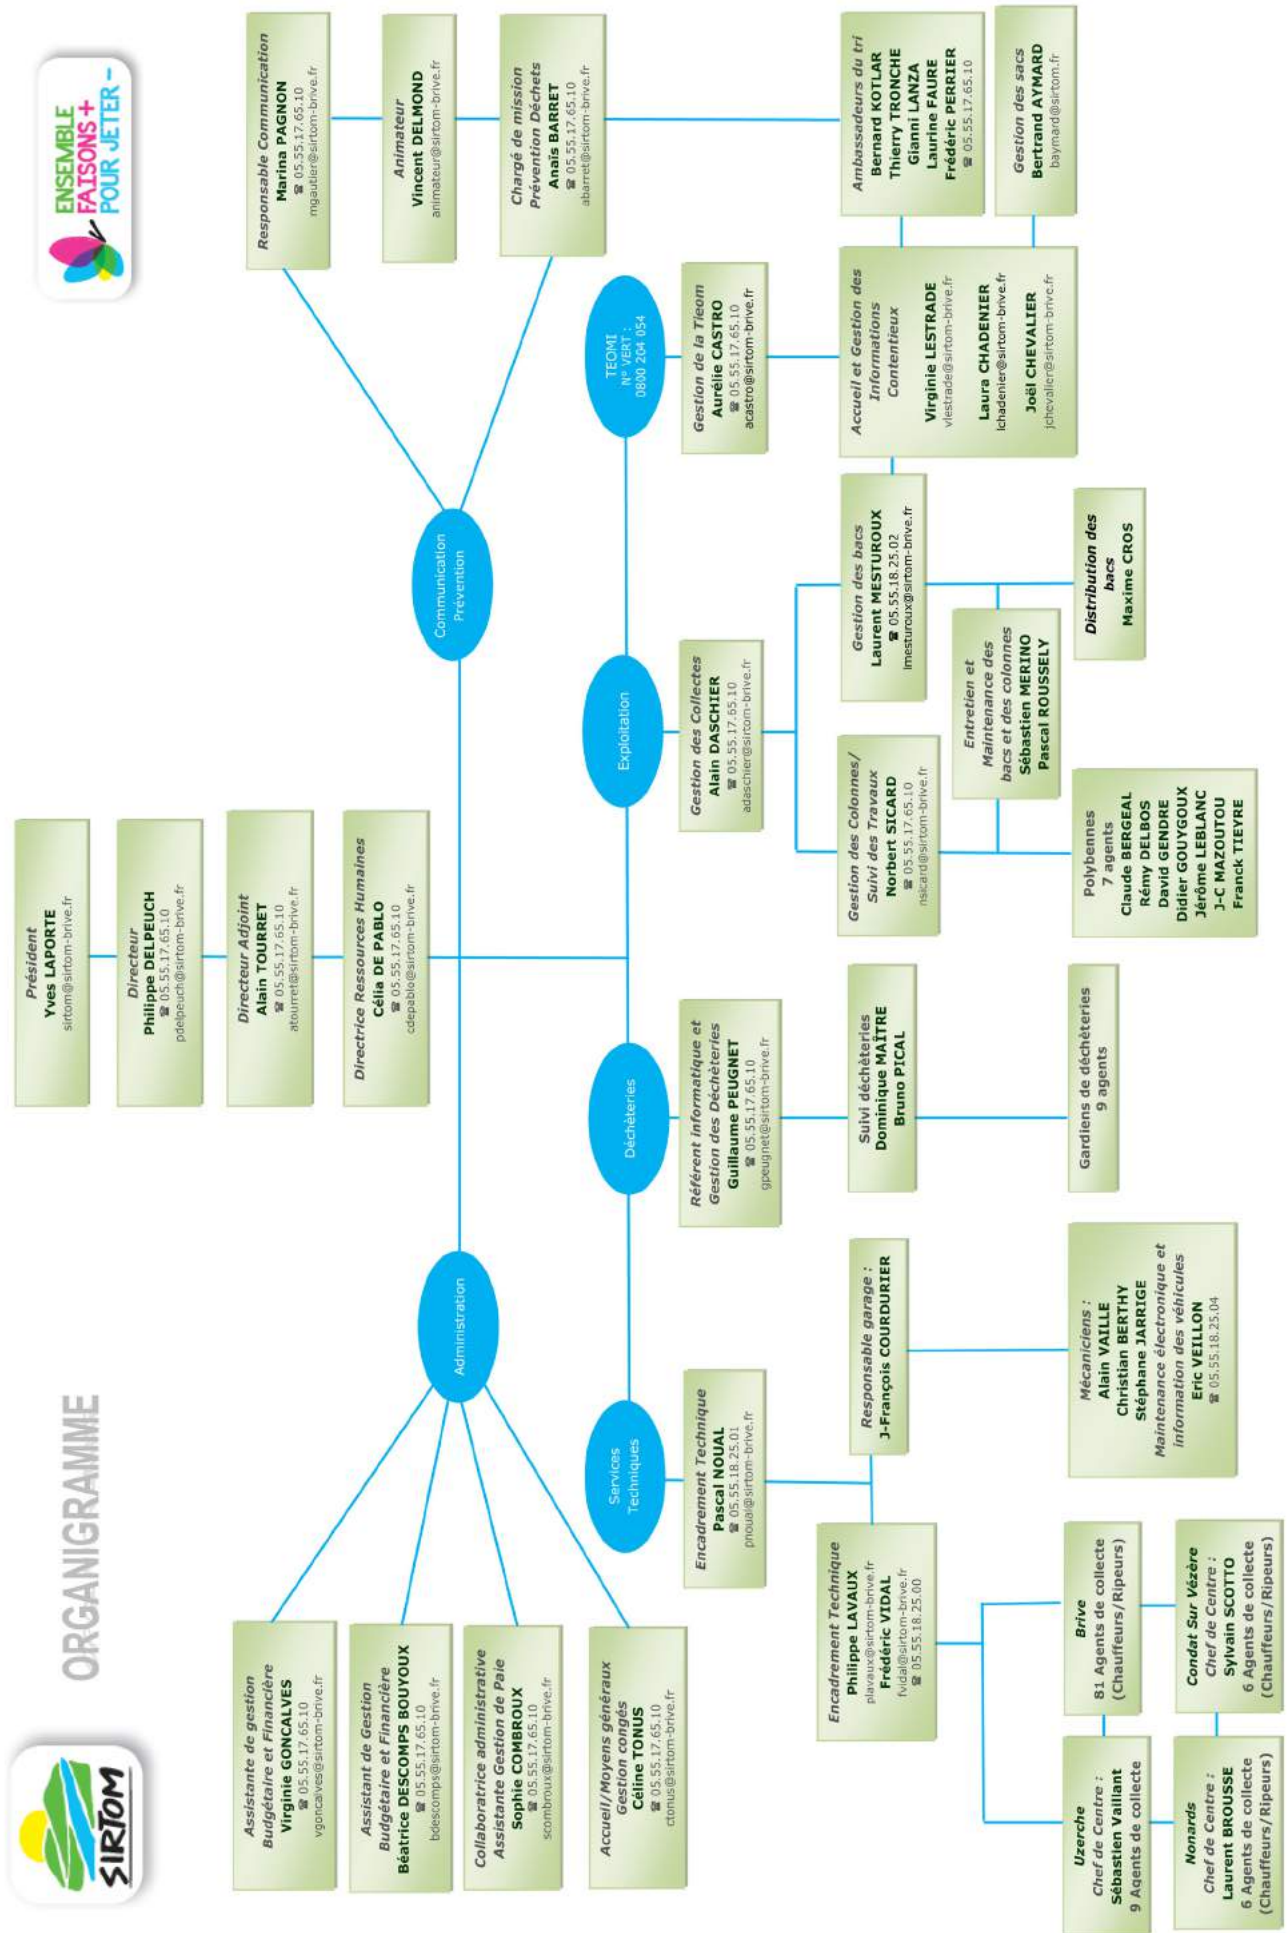 SIRTOM
ORGANIGRAMME
ENSEMBLE
FAISONS +
POUR JETER –
Président
Yves LAPORTE
sirtom@sirtom-brive.fr
Directeur
Philippe DELPEUCH
☎ 05.55.17.65.10
pdelpeuch@sirtom-brive.fr
Directeur Adjoint
Alain TOURRET
☎ 05.55.17.65.10
atourret@sirtom-brive.fr
Directrice Ressources Humaines
Célia DE PABLO
☎ 05.55.17.65.10
cdepablo@sirtom-brive.fr
Administration
Assistante de gestion
Budgétaire et Financière
Virginie GONCALVES
☎ 05.55.17.65.10
vgoncalves@sirtom-brive.fr
Assistant de Gestion
Budgétaire et Financière
Béatrice DESCOMPS BOUYOUX
☎ 05.55.17.65.10
bdescomps@sirtom-brive.fr
Collaboratrice administrative
Assistante Gestion de Paie
Sophie COMBROUX
☎ 05.55.17.65.10
scombroux@sirtom-brive.fr
Accueil/Moyens généraux
Gestion congés
Céline TONUS
☎ 05.55.17.65.10
ctonus@sirtom-brive.fr
Communication
Prévention
Responsable Communication
Marina PAGNON
☎ 05.55.17.65.10
mgautier@sirtom-brive.fr
Animateur
Vincent DELMOND
animateur@sirtom-brive.fr
Chargé de mission
Prévention Déchets
Anaïs BARRET
☎ 05.55.17.65.10
abarret@sirtom-brive.fr
Services
Techniques
Déchèteries
Exploitation
TEOMI
N° VERT :
0800 204 054
Encadrement Technique
Pascal NOUAL
☎ 05.55.18.25.01
pnoual@sirtom-brive.fr
Référent informatique et
Gestion des Déchèteries
Guillaume PEUGNET
☎ 05.55.17.65.10
gpeugnet@sirtom-brive.fr
Gestion des Collectes
Alain DASCHIER
☎ 05.55.17.65.10
adaschier@sirtom-brive.fr
Gestion de la Tieom
Aurélie CASTRO
☎ 05.55.17.65.10
acastro@sirtom-brive.fr
Encadrement Technique
Philippe LAVAUX
plavaux@sirtom-brive.fr
Frédéric VIDAL
fvidal@sirtom-brive.fr
☎ 05.55.18.25.00
Responsable garage :
J-François COURDURIER
Suivi déchèteries
Dominique MAÎTRE
Bruno PICAL
Gestion des Colonnes/
Suivi des Travaux
Norbert SICARD
☎ 05.55.17.65.10
nsicard@sirtom-brive.fr
Gestion des bacs
Laurent MESTUROUX
☎ 05.55.18.25.02
lmesturoux@sirtom-brive.fr
Accueil et Gestion des
Informations
Contentieux
Virginie LESTRADE
vlestrade@sirtom-brive.fr
Laura CHADENIER
lchadenier@sirtom-brive.fr
Joël CHEVALIER
jchevalier@sirtom-brive.fr
Ambassadeurs du tri
Bernard KOTLAR
Thierry TRONCHE
Gianni LANZA
Laurine FAURE
Frédéric PERRIER
☎ 05.55.17.65.10
Gestion des sacs
Bertrand AYMARD
baymard@sirtom.fr
Entretien et
Maintenance des
bacs et des colonnes
Sébastien MERINO
Pascal ROUSSELY
Uzerche
Chef de Centre :
Sébastien Vaillant
9 Agents de collecte
Brive
81 Agents de collecte
(Chauffeurs/Ripeurs)
Mécaniciens :
Alain VAILLE
Christian BERTHY
Stéphane JARRIGE
Maintenance électronique et
information des véhicules
Eric VEILLON
☎ 05.55.18.25.04
Gardiens de déchèteries
9 agents
Polybennes
7 agents
Claude BERGEAL
Rémy DELBOS
David GENDRE
Didier GOUYGOUX
Jérôme LEBLANC
J-C MAZOUTOU
Franck TIEYRE
Distribution des
bacs
Maxime CROS
Nonards
Chef de Centre :
Laurent BROUSSE
6 Agents de collecte
(Chauffeurs/Ripeurs)
Condat Sur Vézère
Chef de Centre :
Sylvain SCOTTO
6 Agents de collecte
(Chauffeurs/Ripeurs)